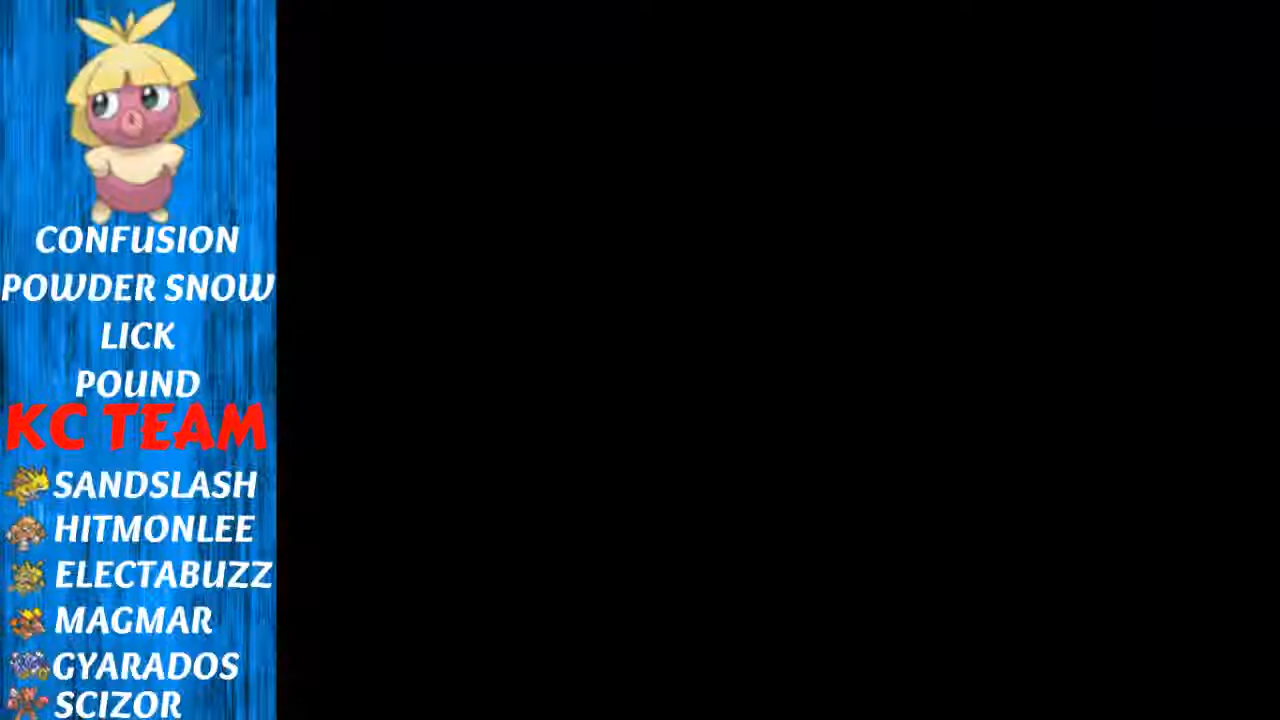 CONFUSION
POWDER SNOW
LICK
POUND
KC TEAM
SANDSLASH
HITMONLEE
ELECTABUZZ
MAGMAR
GYARADOS
SCIZOR